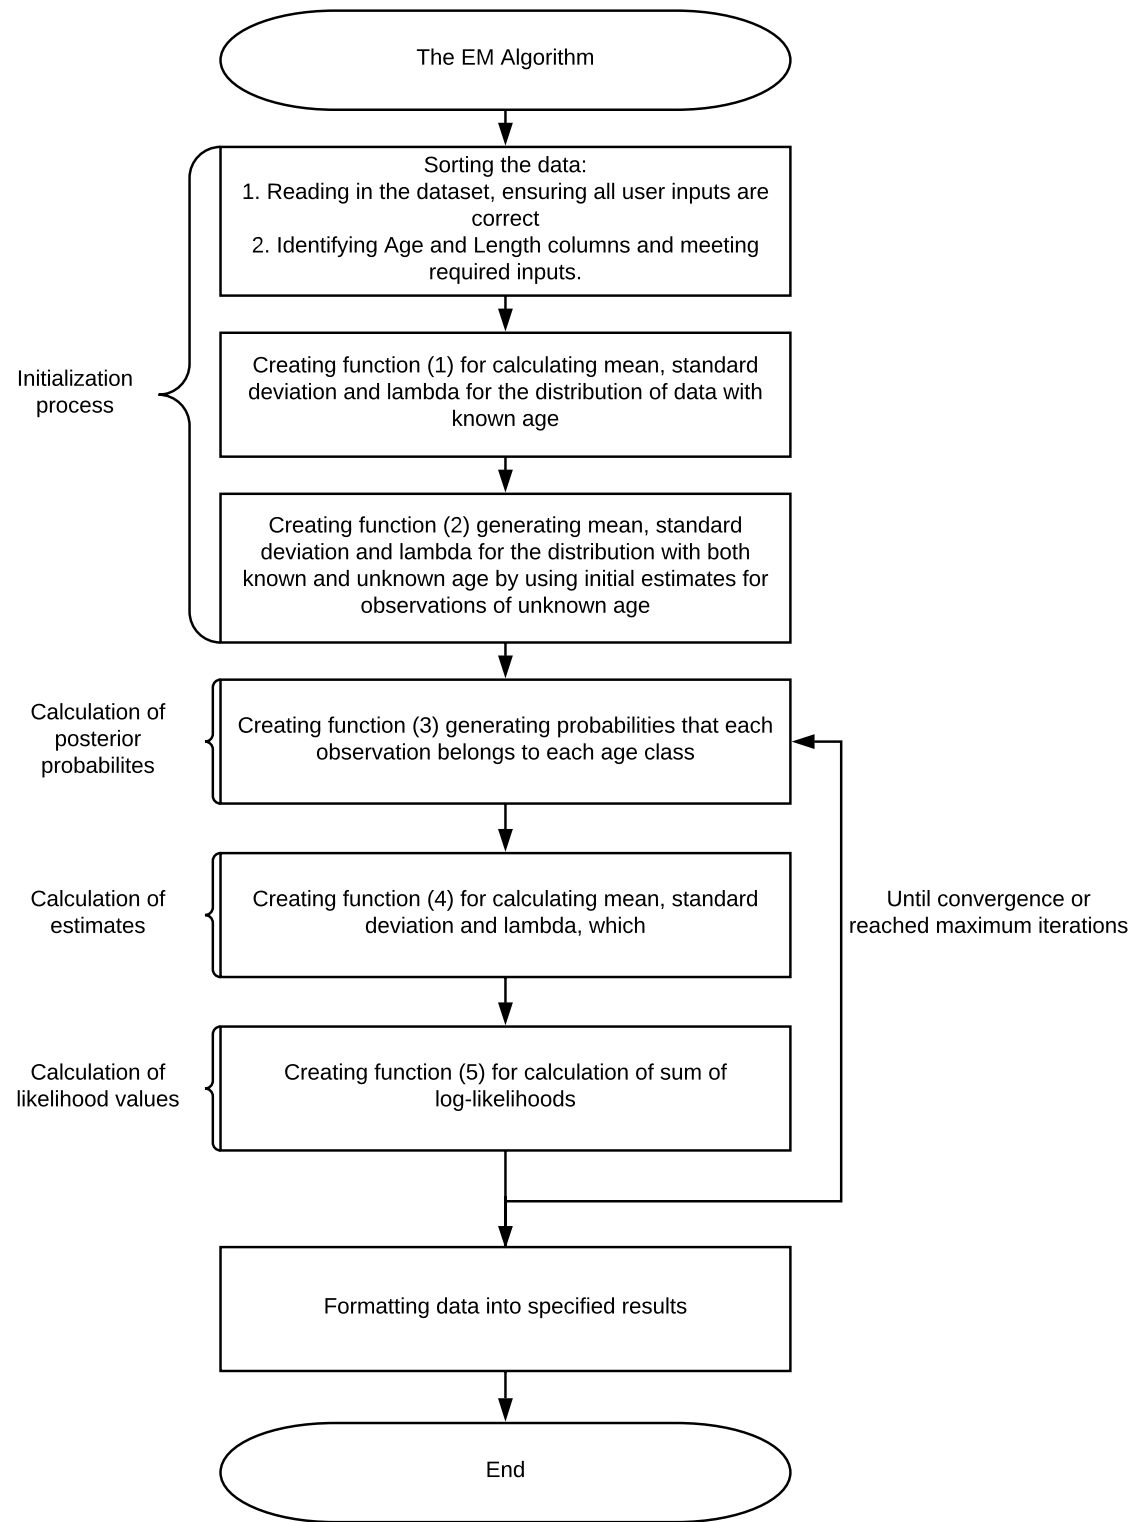 The EM Algorithm
Sorting the data:
1. Reading in the dataset, ensuring all user inputs are
correct
2. Identifying Age and Length columns and meeting
required inputs.
Creating function (1) for calculating mean, standard
deviation and lambda for the distribution of data with
known age
Initialization
process
Creating function (2) generating mean, standard
deviation and lambda for the distribution with both
known and unknown age by using initial estimates for
observations of unknown age
Calculation of
posterior
probabilites
Creating function (3) generating probabilities that each
observation belongs to each age class
Calculation of
estimates
Creating function (4) for calculating mean, standard
deviation and lambda, which
Until convergence or
reached maximum iterations
Calculation of
likelihood values
Creating function (5) for calculation of sum of
log-likelihoods
Formatting data into specified results
End